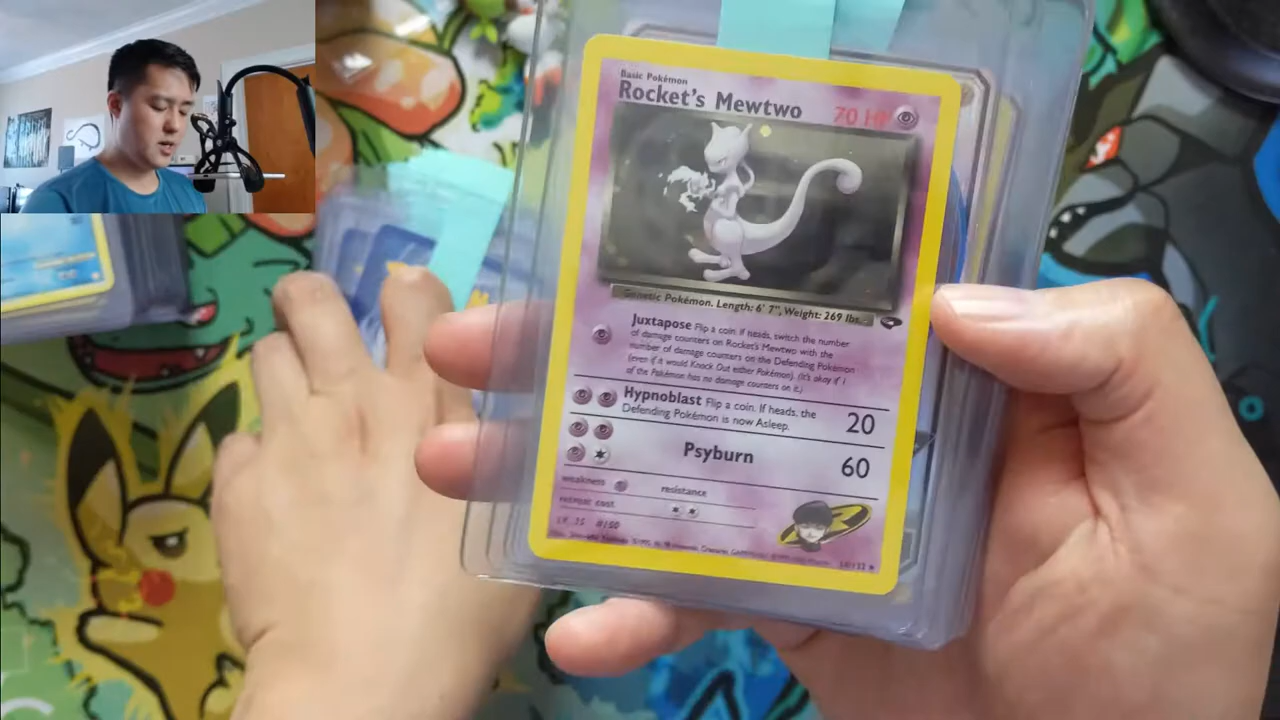 Basic Pokémon
Rocket's Mewtwo 70 HP
Genetic Pokémon. Length: 6' 7", Weight: 269 lbs.
Juxtapose Flip a coin. If heads, switch the number
of damage counters on Rocket's Mewtwo with the
number of damage counters on the Defending Pokémon
(even if it would Knock Out either Pokémon). (It's okay if 1
of the Pokémon has no damage counters on it.)
Hypnoblast Flip a coin. If heads, the
Defending Pokémon is now Asleep.
20
Psyburn 60
weakness resistance
retreat cost
LV. 35 #150